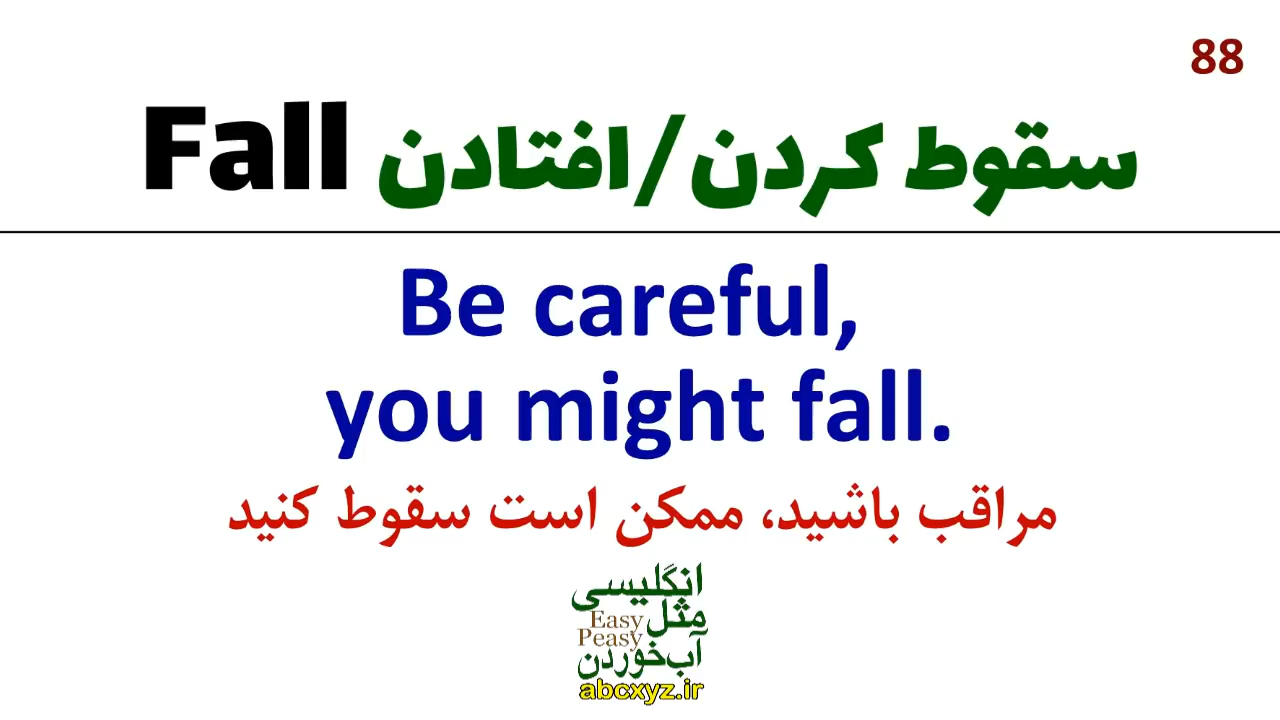 88
Fall سقوط کردن/افتادن
Be careful,
you might fall.
مراقب باشید، ممکن است سقوط کنید
انگلیسی
مثل Easy
Peasy
آب‌خوردن
abcxyz.ir